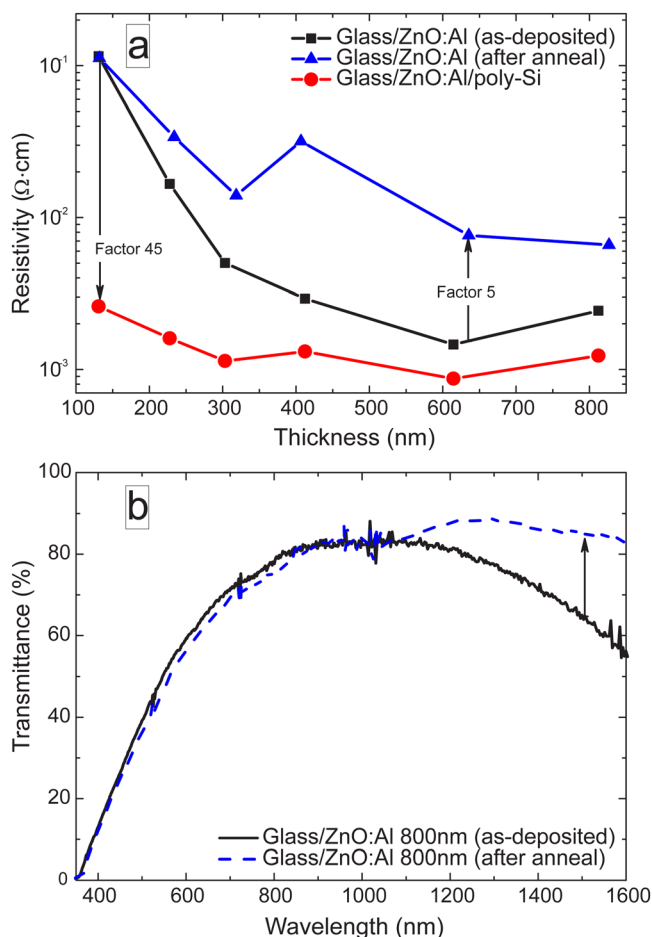 a
Glass/ZnO:Al (as-deposited)
Glass/ZnO:Al (after anneal)
Glass/ZnO:Al/poly-Si
Resistivity (Ω·cm)
10⁻¹
10⁻²
10⁻³
Factor 45
Factor 5
100 200 300 400 500 600 700 800
Thickness (nm)
b
Transmittance (%)
100
80
60
40
20
0
Glass/ZnO:Al 800nm (as-deposited)
Glass/ZnO:Al 800nm (after anneal)
400 600 800 1000 1200 1400 1600
Wavelength (nm)